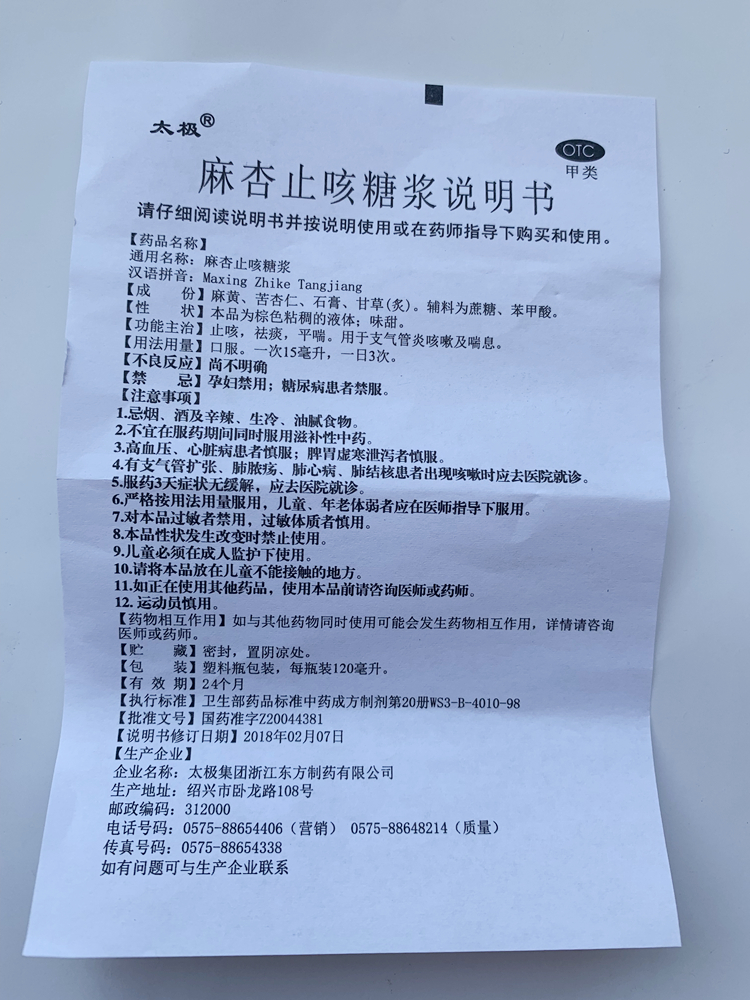 太极®
OTC
甲类
麻杏止咳糖浆说明书
请仔细阅读说明书并按说明使用或在药师指导下购买和使用。
【药品名称】
通用名称：麻杏止咳糖浆
汉语拼音：Maxing Zhike Tangjiang
【成　　份】麻黄、苦杏仁、石膏、甘草(炙)。辅料为蔗糖、苯甲酸。
【性　　状】本品为棕色粘稠的液体；味甜。
【功能主治】止咳，祛痰，平喘。用于支气管炎咳嗽及喘息。
【用法用量】口服。一次15毫升，一日3次。
【不良反应】尚不明确
【禁　　忌】孕妇禁用；糖尿病患者禁服。
【注意事项】
1.忌烟、酒及辛辣、生冷、油腻食物。
2.不宜在服药期间同时服用滋补性中药。
3.高血压、心脏病患者慎服；脾胃虚寒泄泻者慎服。
4.有支气管扩张、肺脓疡、肺心病、肺结核患者出现咳嗽时应去医院就诊。
5.服药3天症状无缓解，应去医院就诊。
6.严格按用法用量服用，儿童、年老体弱者应在医师指导下服用。
7.对本品过敏者禁用，过敏体质者慎用。
8.本品性状发生改变时禁止使用。
9.儿童必须在成人监护下使用。
10.请将本品放在儿童不能接触的地方。
11.如正在使用其他药品，使用本品前请咨询医师或药师。
12.运动员慎用。
【药物相互作用】如与其他药物同时使用可能会发生药物相互作用，详情请咨询
医师或药师。
【贮　　藏】密封，置阴凉处。
【包　　装】塑料瓶包装，每瓶装120毫升。
【有 效 期】24个月
【执行标准】卫生部药品标准中药成方制剂第20册WS3-B-4010-98
【批准文号】国药准字Z20044381
【说明书修订日期】2018年02月07日
【生产企业】
企业名称：太极集团浙江东方制药有限公司
生产地址：绍兴市卧龙路108号
邮政编码：312000
电话号码：0575-88654406（营销） 0575-88648214（质量）
传真号码：0575-88654338
如有问题可与生产企业联系